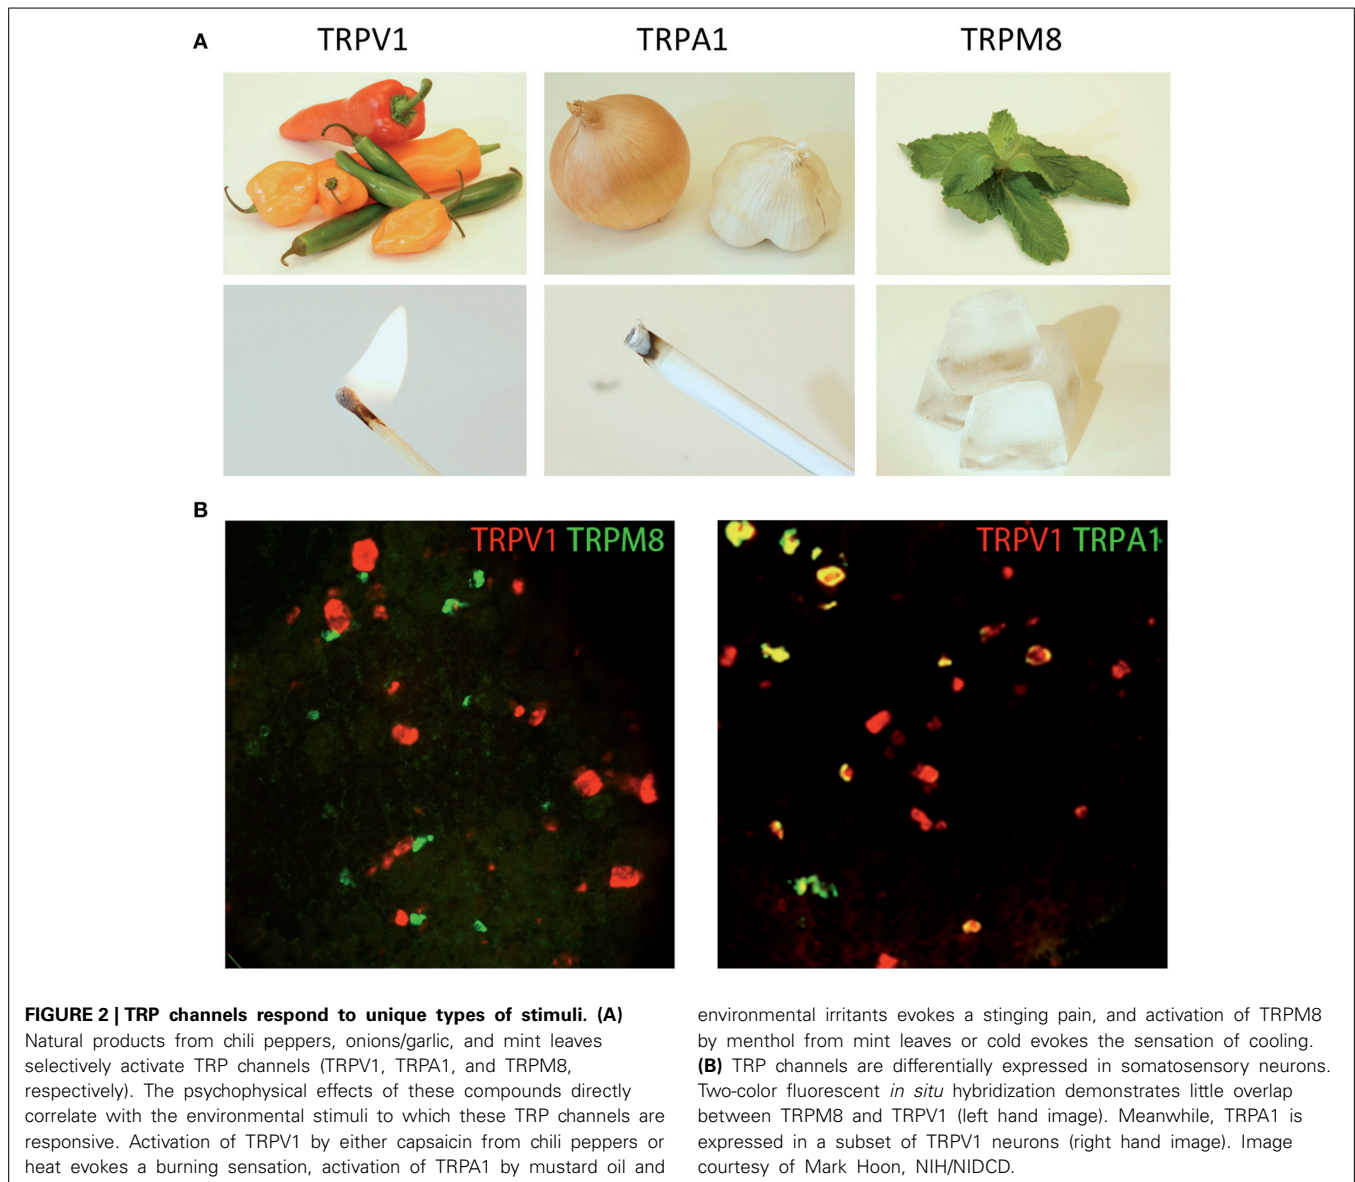 A
TRPV1
TRPA1
TRPM8
B
TRPV1 TRPM8
TRPV1 TRPA1
FIGURE 2 | TRP channels respond to unique types of stimuli. (A)
Natural products from chili peppers, onions/garlic, and mint leaves
selectively activate TRP channels (TRPV1, TRPA1, and TRPM8,
respectively). The psychophysical effects of these compounds directly
correlate with the environmental stimuli to which these TRP channels are
responsive. Activation of TRPV1 by either capsaicin from chili peppers or
heat evokes a burning sensation, activation of TRPA1 by mustard oil and
environmental irritants evokes a stinging pain, and activation of TRPM8
by menthol from mint leaves or cold evokes the sensation of cooling.
(B) TRP channels are differentially expressed in somatosensory neurons.
Two-color fluorescent in situ hybridization demonstrates little overlap
between TRPM8 and TRPV1 (left hand image). Meanwhile, TRPA1 is
expressed in a subset of TRPV1 neurons (right hand image). Image
courtesy of Mark Hoon, NIH/NIDCD.